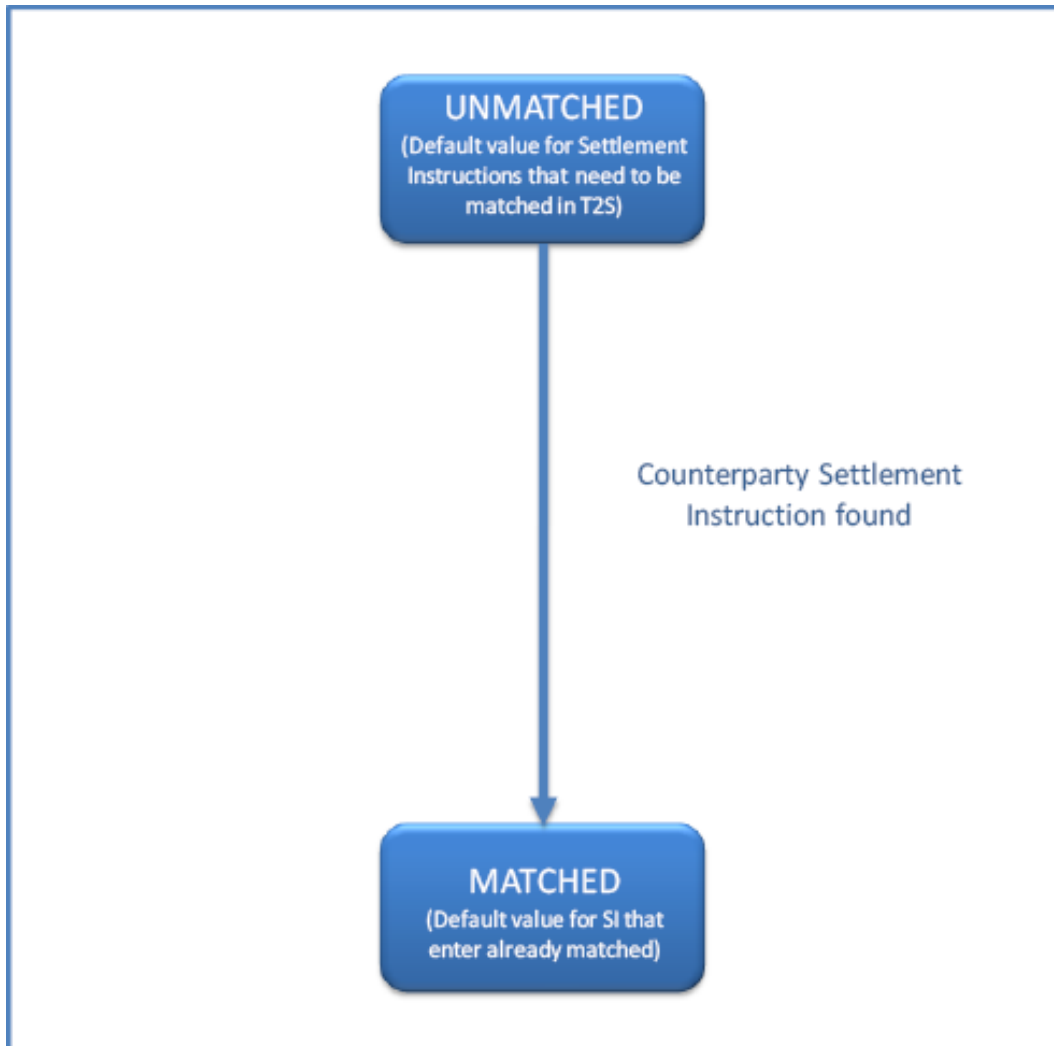 UNMATCHED
(Default value for Settlement
Instructions that need to be
matched in T2S)
Counterparty Settlement
Instruction found
MATCHED
(Default value for SI that
enter already matched)